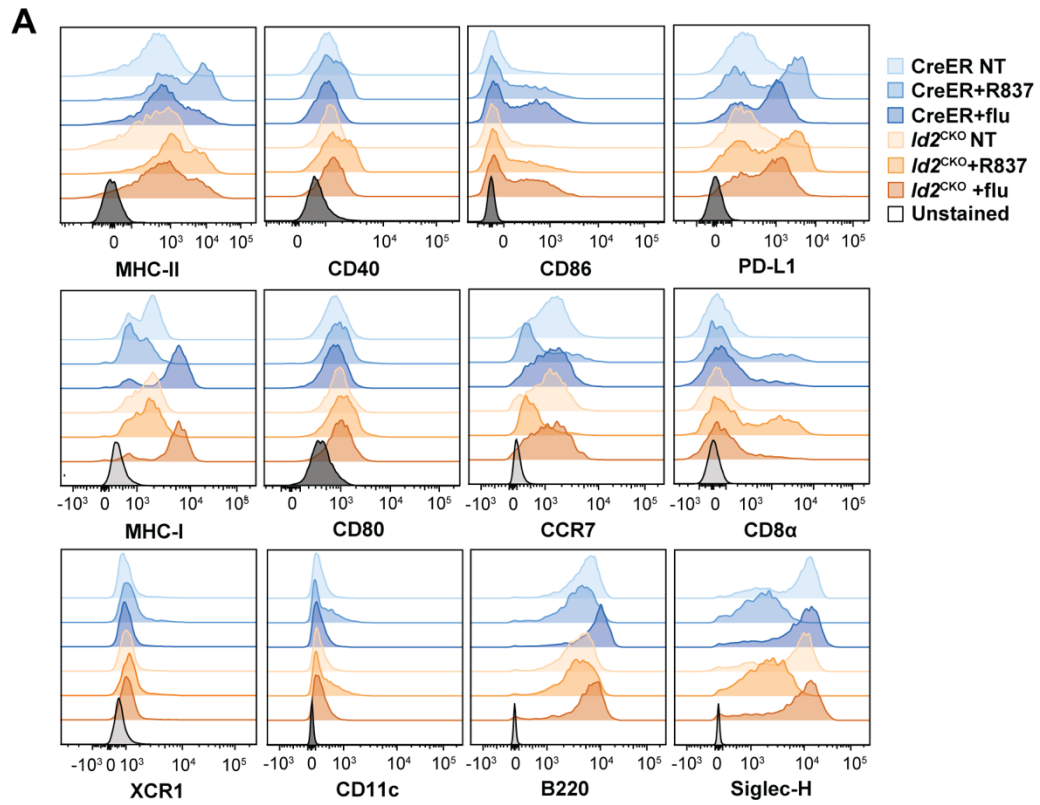 A
CreER NT
CreER+R837
CreER+flu
Id2CKO NT
Id2CKO+R837
Id2CKO +flu
Unstained
0 10³ 10⁴ 10⁵
MHC-II
0 10⁴ 10⁵
CD40
0 10³ 10⁴ 10⁵
CD86
0 10³ 10⁴ 10⁵
PD-L1
-10³ 0 10³ 10⁴ 10⁵
MHC-I
-10³ 0 10³ 10⁴ 10⁵
CD80
-10³ 0 10³ 10⁴ 10⁵
CCR7
-10³ 0 10³ 10⁴ 10⁵
CD8α
-10³ 0 10³ 10⁴ 10⁵
XCR1
-10³ 0 10³ 10⁴ 10⁵
CD11c
0 10³ 10⁴ 10⁵
B220
-10³ 0 10³ 10⁴ 10⁵
Siglec-H